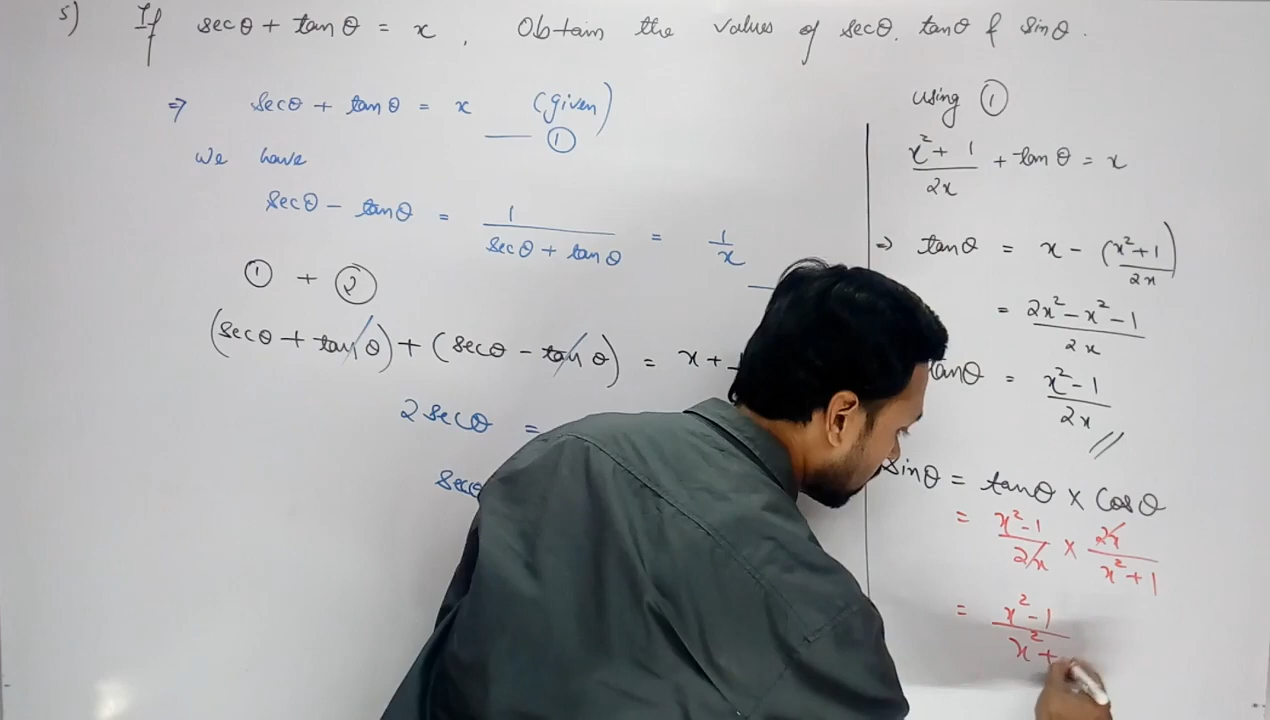 5) If secθ + tanθ = x, Obtain the values of secθ, tanθ & sinθ.
⇒ secθ + tanθ = x (given)
—— ①
We have
secθ − tanθ = 1/(secθ + tanθ) = 1/x
① + ②
(secθ + tanθ) + (secθ − tanθ) = x +
2 secθ =
secθ
using ①
(x²+1)/2x + tanθ = x
⇒ tanθ = x − (x²+1)/2x
= (2x²−x²−1)/2x
tanθ = (x²−1)/2x //
sinθ = tanθ × Cosθ
= (x²−1)/2x × 2x/(x²+1)
= (x²−1)/(x²+